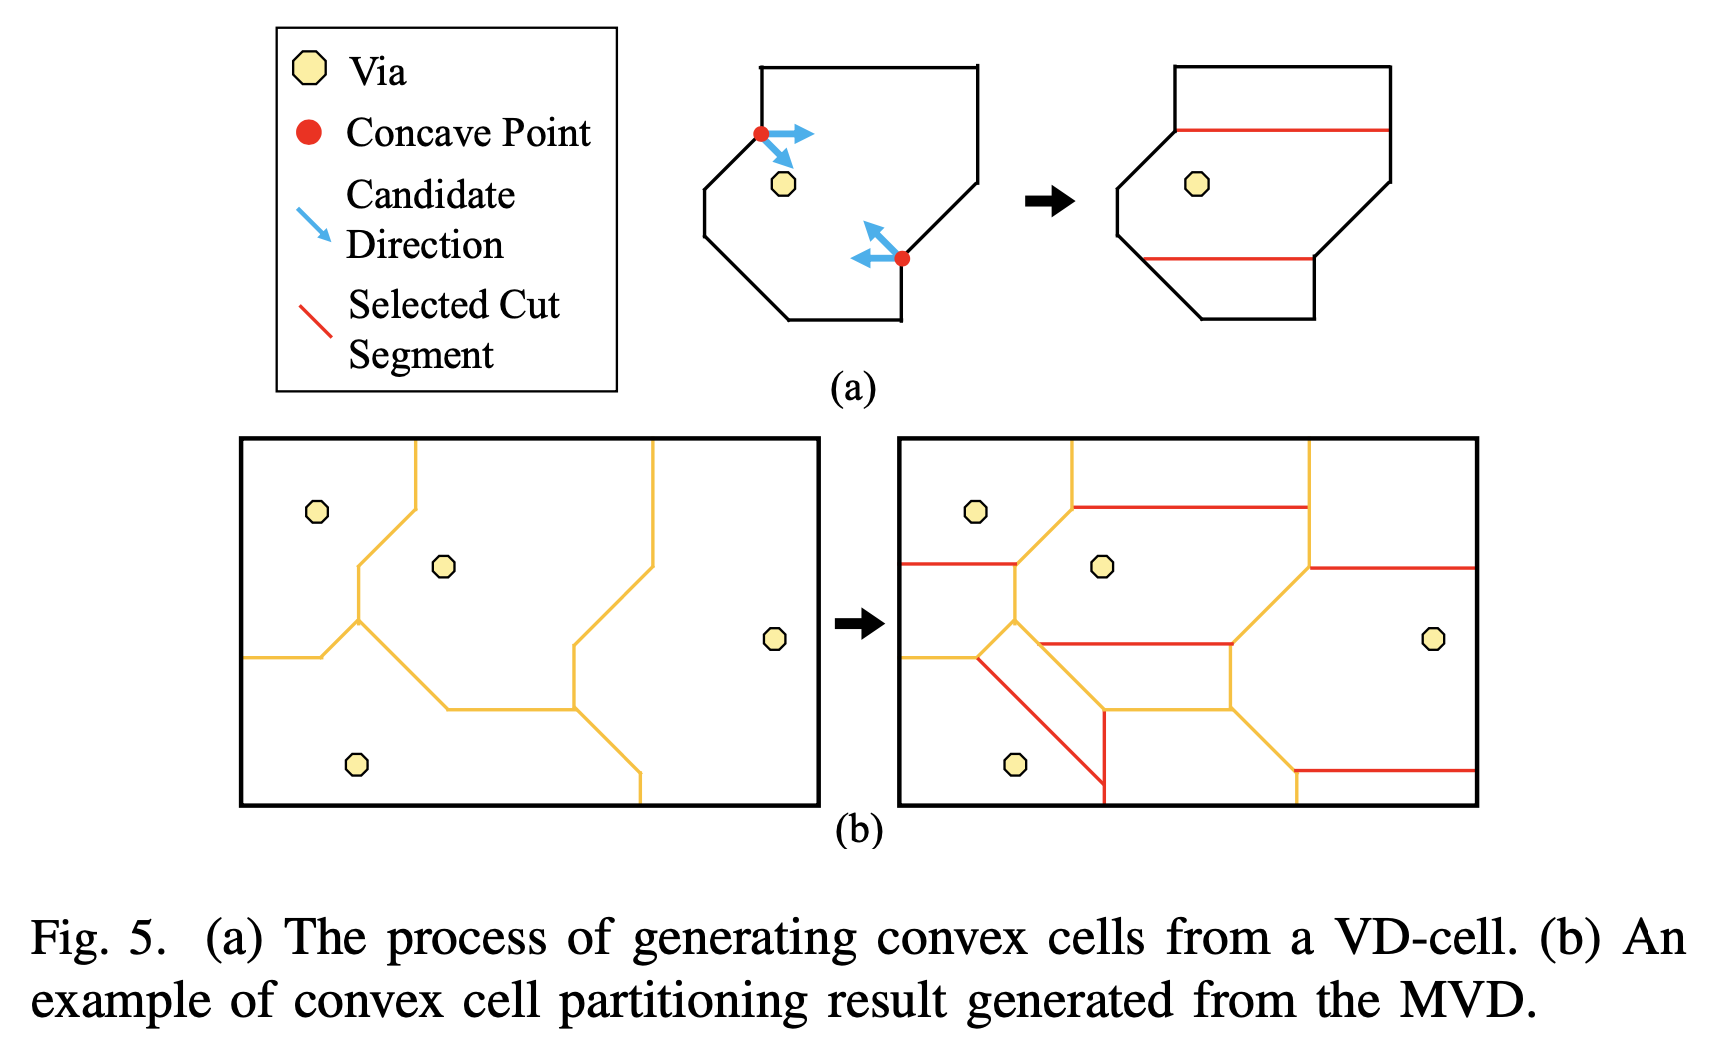 Via
Concave Point
Candidate
Direction
Selected Cut
Segment
(a)
(b)
Fig. 5. (a) The process of generating convex cells from a VD-cell. (b) An
example of convex cell partitioning result generated from the MVD.